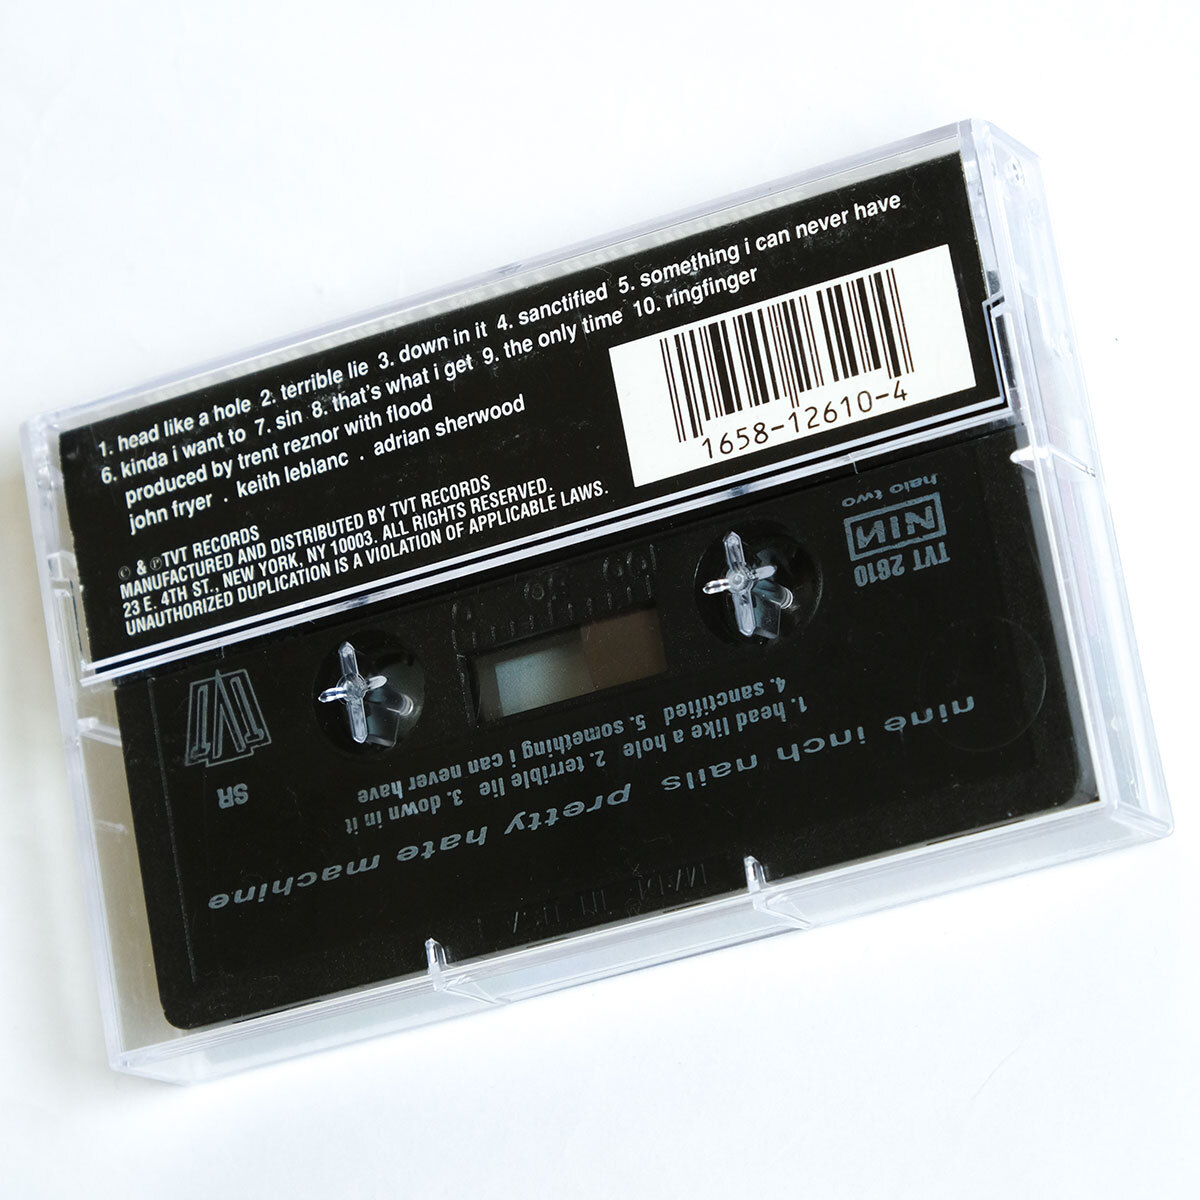 1. head like a hole 2. terrible lie 3. down in it 4. sanctified 5. something i can never have
6. kinda i want to 7. sin 8. that's what i get 9. the only time 10. ringfinger
produced by trent reznor with flood
john fryer . keith leblanc . adrian sherwood
© & ℗TVT RECORDS
MANUFACTURED AND DISTRIBUTED BY TVT RECORDS
23 E. 4TH ST., NEW YORK, NY 10003. ALL RIGHTS RESERVED.
UNAUTHORIZED DUPLICATION IS A VIOLATION OF APPLICABLE LAWS.
1658-12610-4
nine inch nails pretty hate machine
1. head like a hole 2. terrible lie 3. down in it
4. sanctified 5. something i can never have
TVT 2610
NIN
halo two
SR
TVT